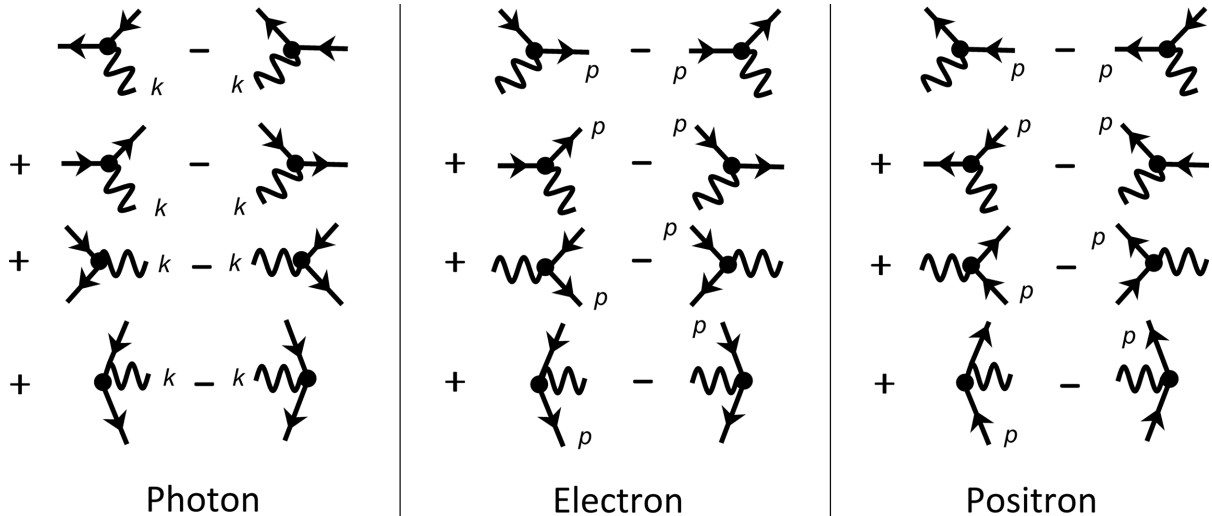 k − k
p − p
p − p
+ k − k
+ p − p
+ p − p
+ k − k
+ p − p
+ p − p
+ k − k
+ p − p
+ p − p
Photon
Electron
Positron